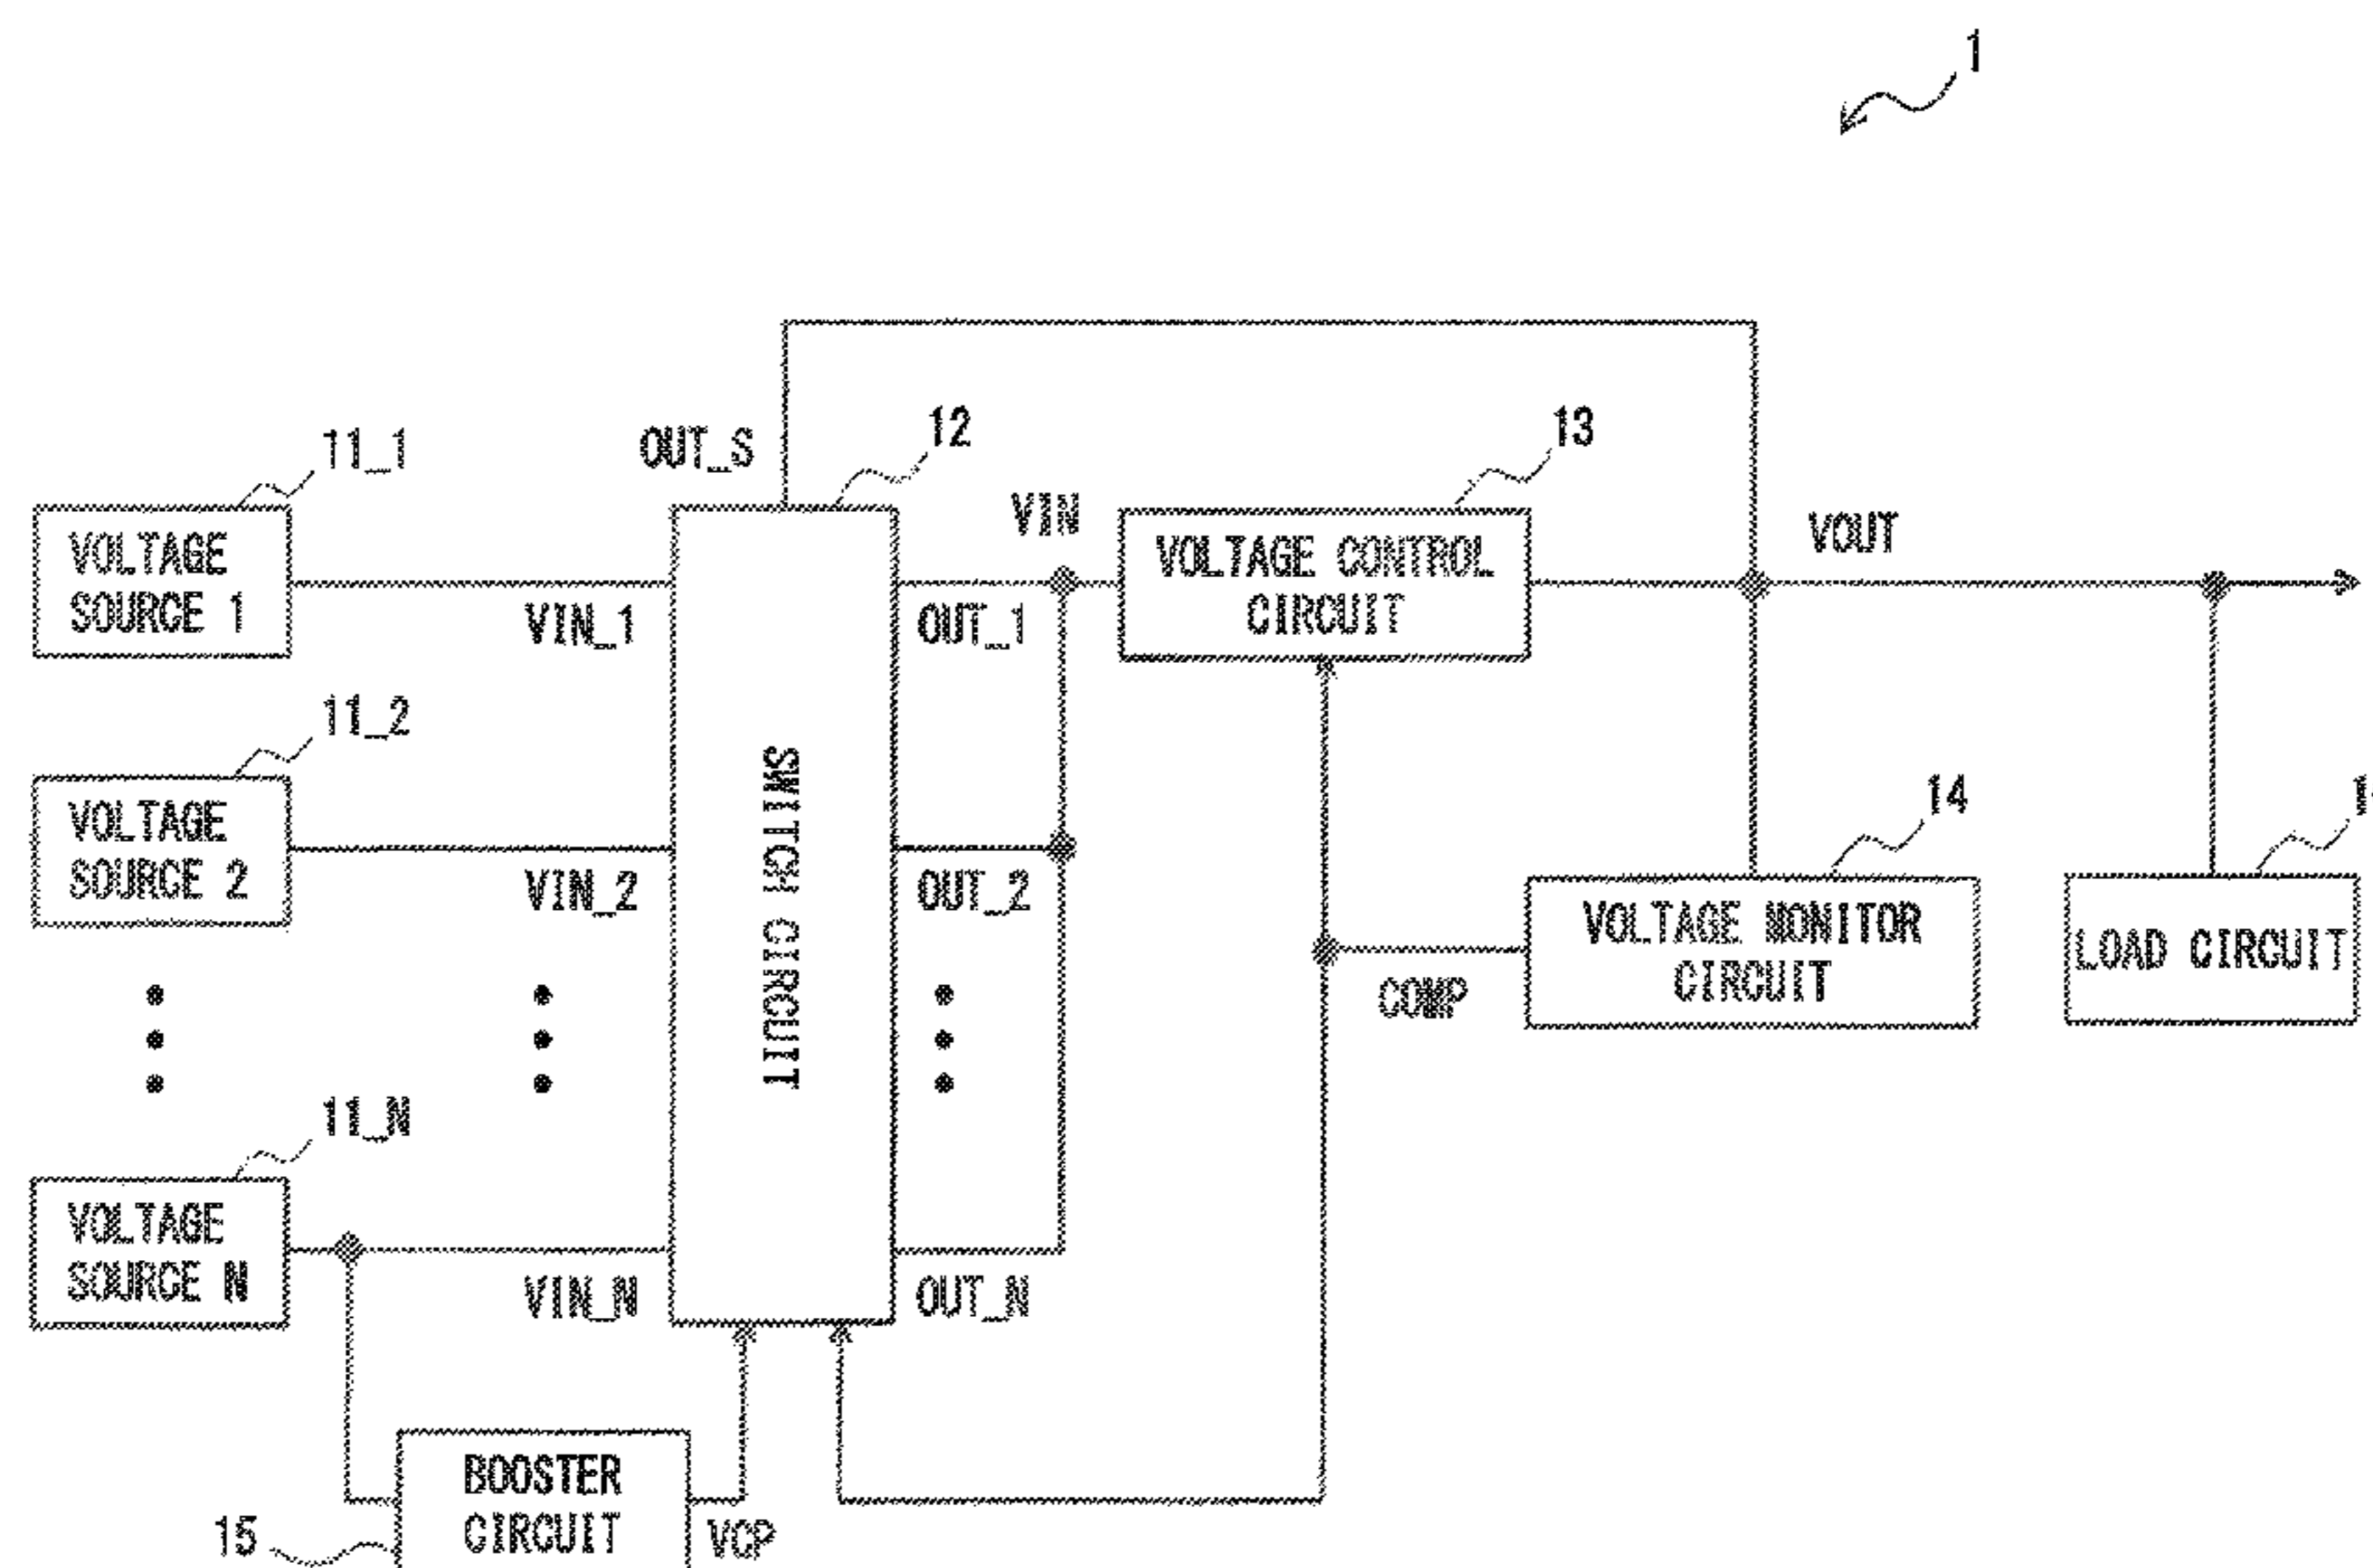 1
OUT_S
12
13
11_1
VIN
VOUT
VOLTAGE
SOURCE 1
VIN_1
OUT_1
VOLTAGE CONTROL
CIRCUIT
11_2
VOLTAGE
SOURCE 2
VIN_2
SWITCH CIRCUIT
OUT_2
14
COMP
VOLTAGE MONITOR
CIRCUIT
LOAD CIRCUIT
11_N
VOLTAGE
SOURCE N
VIN_N
OUT_N
15
BOOSTER
CIRCUIT
VCP